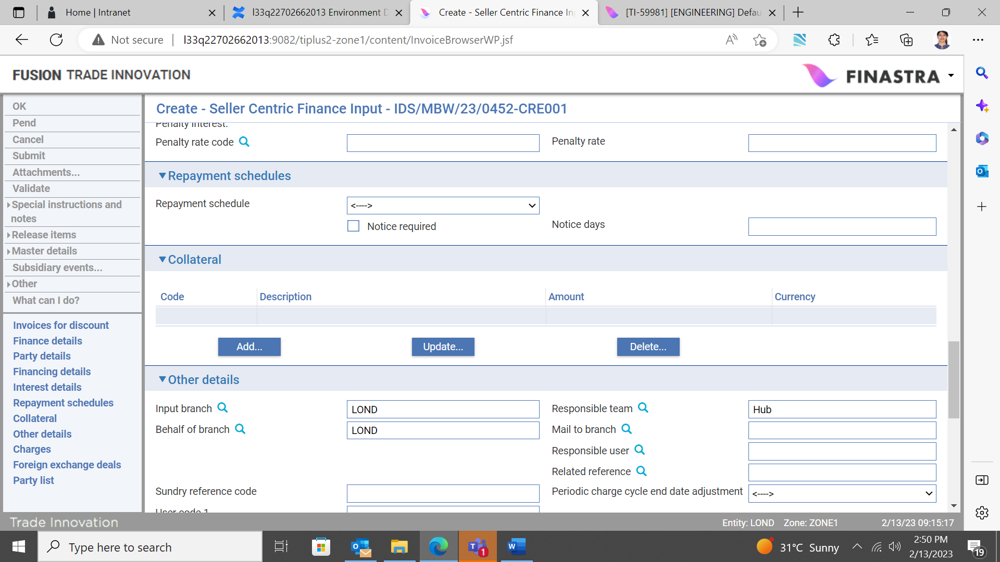 Home | Intranet
l33q22702662013 Environment D
Create - Seller Centric Finance In
[TI-59981] [ENGINEERING] Defau
Not secure
l33q22702662013:9082/tiplus2-zone1/content/InvoiceBrowserWP.jsf
FUSION TRADE INNOVATION
FINASTRA
OK
Pend
Cancel
Submit
Attachments...
Validate
Special instructions and
notes
Release items
Master details
Subsidiary events...
Other
What can I do?
Invoices for discount
Finance details
Party details
Financing details
Interest details
Repayment schedules
Collateral
Other details
Charges
Foreign exchange deals
Party list
Create - Seller Centric Finance Input - IDS/MBW/23/0452-CRE001
Penalty interest:
Penalty rate code
Penalty rate
Repayment schedules
Repayment schedule
<---->
Notice required
Notice days
Collateral
Code Description Amount Currency
Add... Update... Delete...
Other details
Input branch LOND Responsible team Hub
Behalf of branch LOND Mail to branch
Responsible user
Related reference
Sundry reference code Periodic charge cycle end date adjustment <---->
User code 1
Trade Innovation
Entity: LOND Zone: ZONE1 2/13/23 09:15:17
Type here to search
1
31°C Sunny
2:50 PM
2/13/2023
19